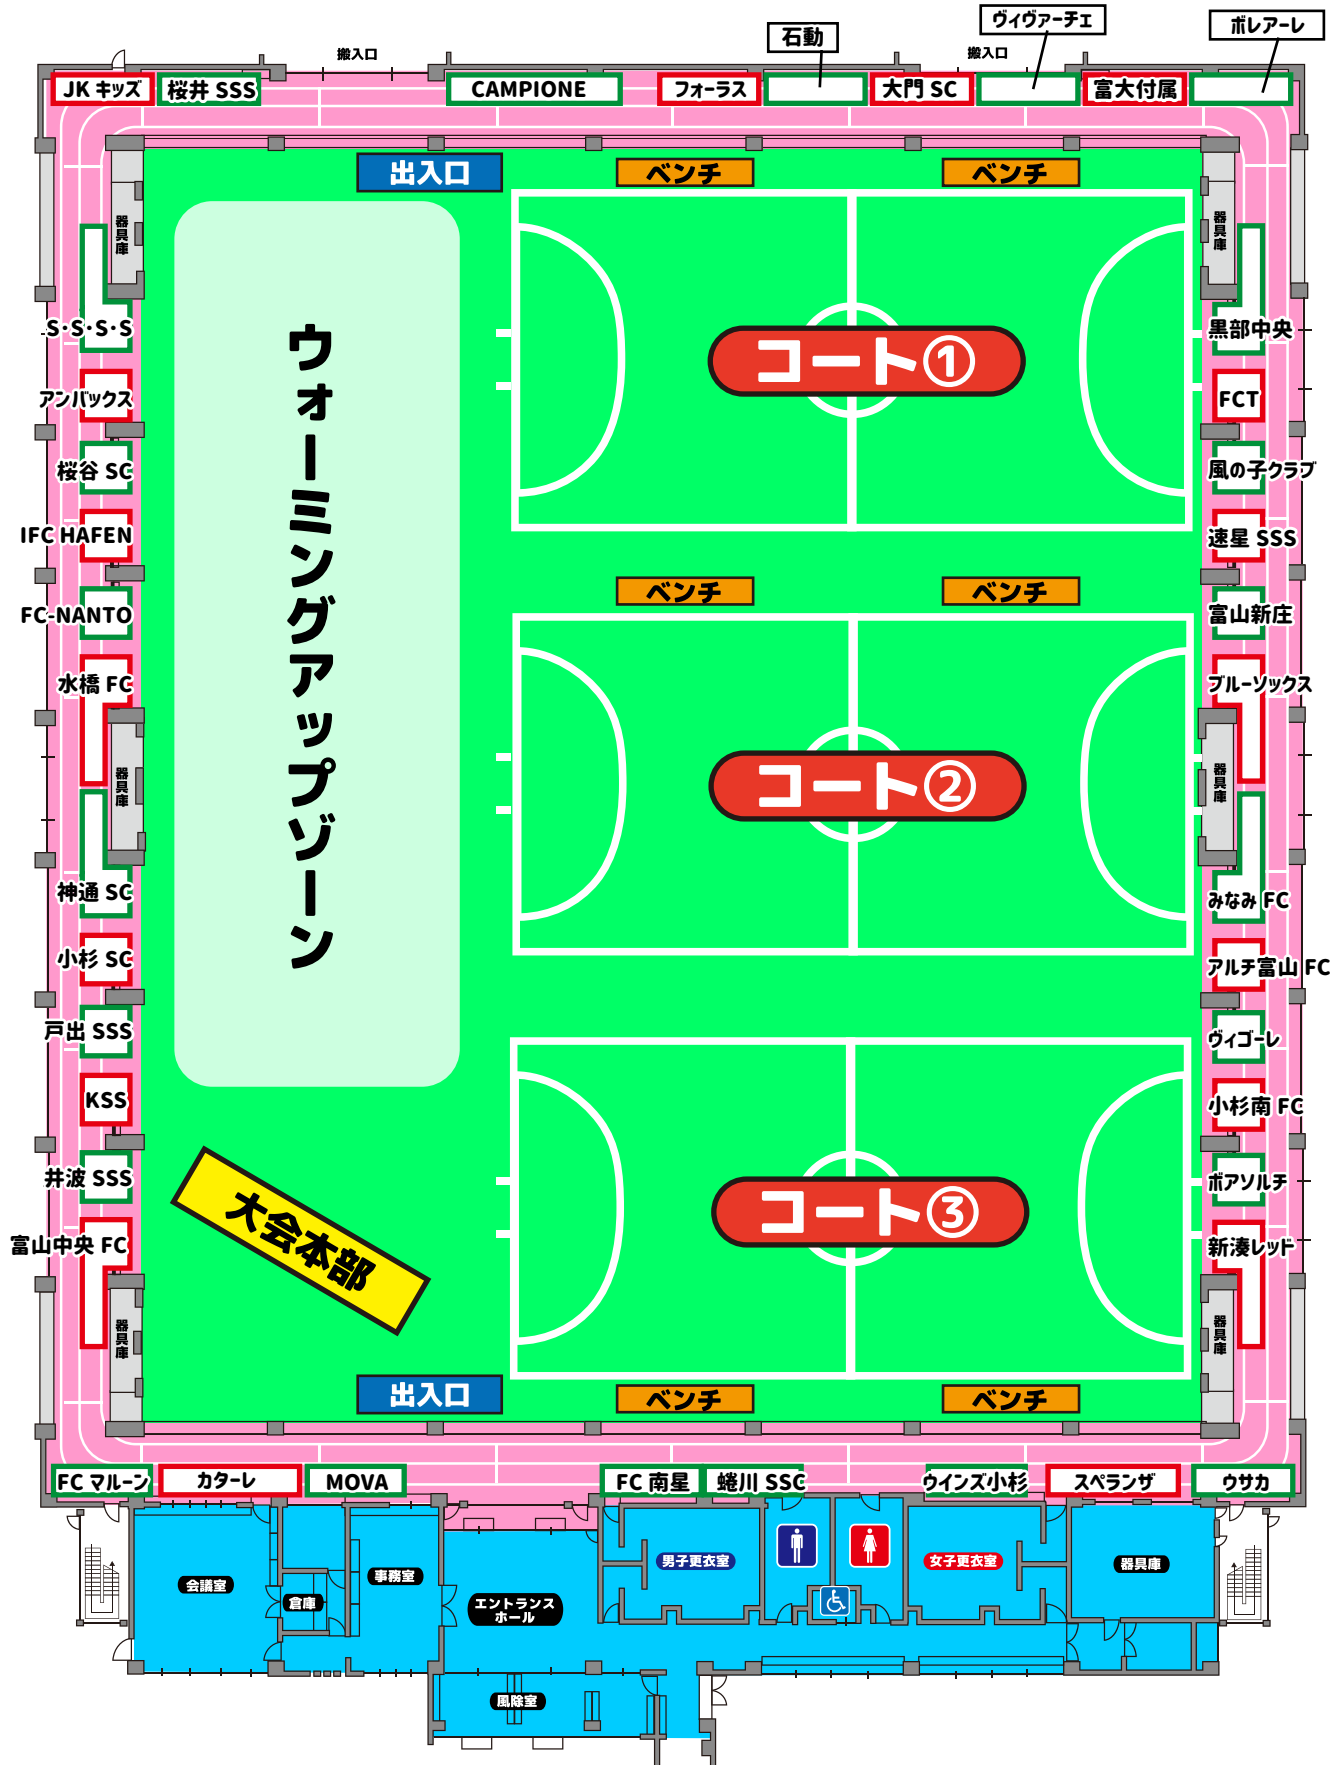 石動
ヴィヴァーチェ
ボレアーレ
搬入口
搬入口
JK キッズ
桜井 SSS
CAMPIONE
フォーラス
大門 SC
富大付属
出入口
ベンチ
ベンチ
器具庫
器具庫
S・S・S・S
アンバックス
桜谷 SC
IFC HAFEN
FC-NANTO
水橋 FC
器具庫
神通 SC
小杉 SC
戸出 SSS
KSS
井波 SSS
富山中央 FC
器具庫
ウォーミングアップゾーン
コート①
ベンチ
ベンチ
コート②
コート③
大会本部
黒部中央
FCT
風の子クラブ
速星 SSS
富山新庄
ブルーソックス
器具庫
みなみ FC
アルチ富山 FC
ヴィゴーレ
小杉南 FC
ボアソルチ
新湊レッド
器具庫
出入口
ベンチ
ベンチ
FC マルーン
カターレ
MOVA
FC 南星
蜷川 SSC
ウインズ小杉
スペランザ
ウサカ
会議室
倉庫
事務室
エントランス
ホール
男子更衣室
女子更衣室
器具庫
風除室